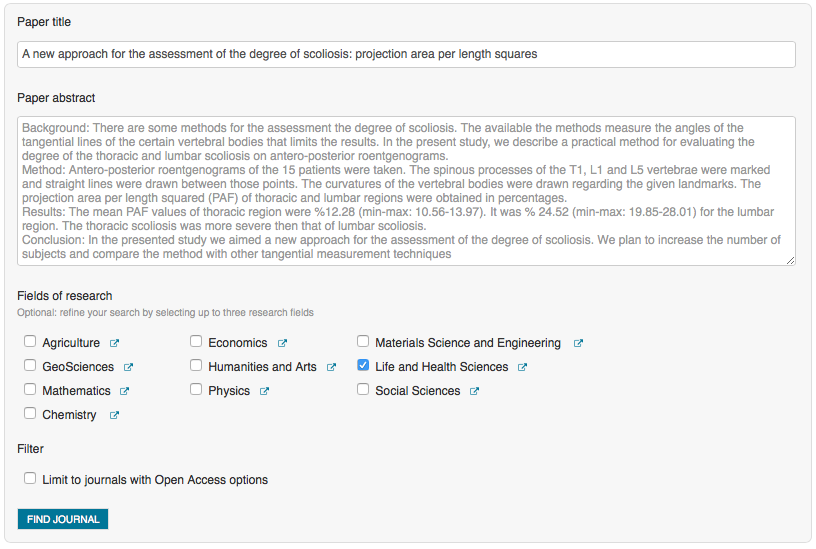 Paper title
A new approach for the assessment of the degree of scoliosis: projection area per length squares
Paper abstract
Background: There are some methods for the assessment the degree of scoliosis. The available the methods measure the angles of the
tangential lines of the certain vertebral bodies that limits the results. In the present study, we describe a practical method for evaluating the
degree of the thoracic and lumbar scoliosis on antero-posterior roentgenograms.
Method: Antero-posterior roentgenograms of the 15 patients were taken. The spinous processes of the T1, L1 and L5 vertebrae were marked
and straight lines were drawn between those points. The curvatures of the vertebral bodies were drawn regarding the given landmarks. The
projection area per length squared (PAF) of thoracic and lumbar regions were obtained in percentages.
Results: The mean PAF values of thoracic region were %12.28 (min-max: 10.56-13.97). It was % 24.52 (min-max: 19.85-28.01) for the lumbar
region. The thoracic scoliosis was more severe then that of lumbar scoliosis.
Conclusion: In the presented study we aimed a new approach for the assessment of the degree of scoliosis. We plan to increase the number of
subjects and compare the method with other tangential measurement techniques
Fields of research
Optional: refine your search by selecting up to three research fields
Agriculture Economics Materials Science and Engineering
GeoSciences Humanities and Arts Life and Health Sciences
Mathematics Physics Social Sciences
Chemistry
Filter
Limit to journals with Open Access options
FIND JOURNAL